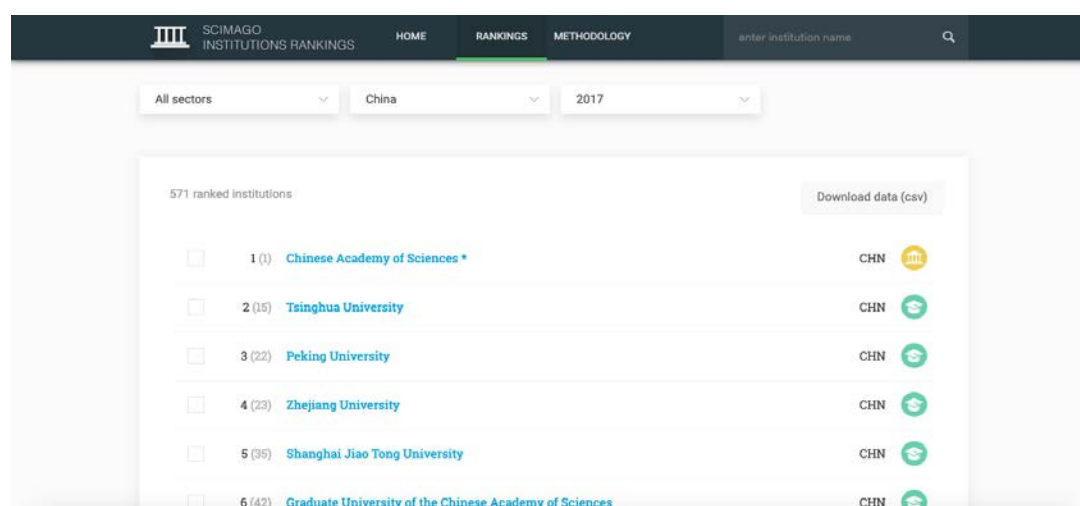 SCIMAGO
INSTITUTIONS RANKINGS
HOME RANKINGS METHODOLOGY enter institution name
All sectors China 2017
571 ranked institutions Download data (csv)
1 (1) Chinese Academy of Sciences * CHN
2 (15) Tsinghua University CHN
3 (22) Peking University CHN
4 (23) Zhejiang University CHN
5 (35) Shanghai Jiao Tong University CHN
6 (42) Graduate University of the Chinese Academy of Sciences CHN